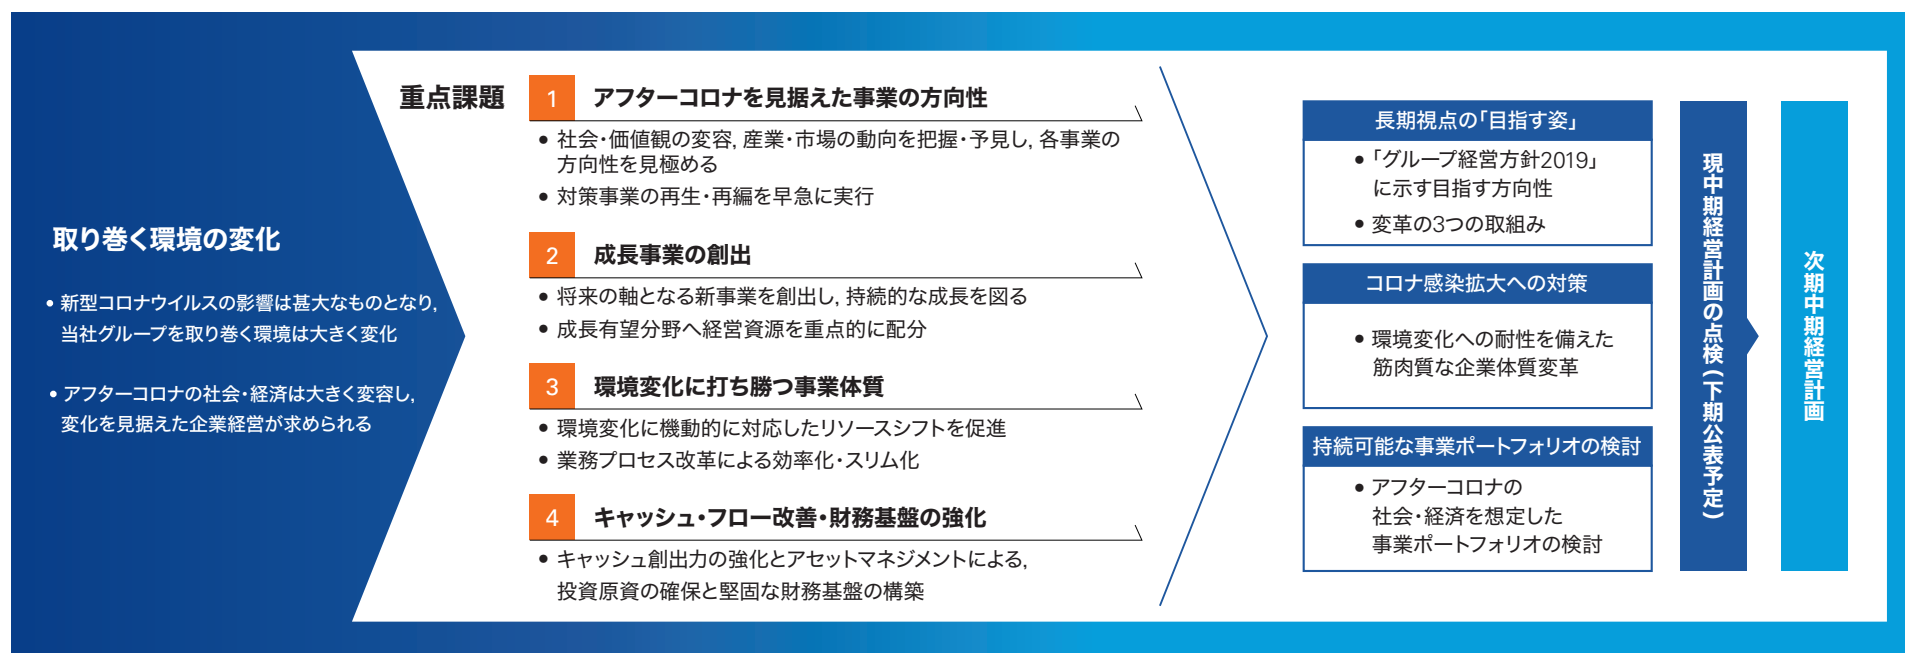 取り巻く環境の変化
● 新型コロナウイルスの影響は甚大なものとなり,
当社グループを取り巻く環境は大きく変化
● アフターコロナの社会・経済は大きく変容し,
変化を見据えた企業経営が求められる
重点課題
1 アフターコロナを見据えた事業の方向性
● 社会・価値観の変容, 産業・市場の動向を把握・予見し, 各事業の
方向性を見極める
● 対策事業の再生・再編を早急に実行
2 成長事業の創出
● 将来の軸となる新事業を創出し, 持続的な成長を図る
● 成長有望分野へ経営資源を重点的に配分
3 環境変化に打ち勝つ事業体質
● 環境変化に機動的に対応したリソースシフトを促進
● 業務プロセス改革による効率化・スリム化
4 キャッシュ・フロー改善・財務基盤の強化
● キャッシュ創出力の強化とアセットマネジメントによる,
投資原資の確保と堅固な財務基盤の構築
長期視点の「目指す姿」
● 「グループ経営方針2019」
に示す目指す方向性
● 変革の3つの取組み
コロナ感染拡大への対策
● 環境変化への耐性を備えた
筋肉質な企業体質変革
持続可能な事業ポートフォリオの検討
● アフターコロナの
社会・経済を想定した
事業ポートフォリオの検討
現中期経営計画の点検（下期公表予定）
次期中期経営計画